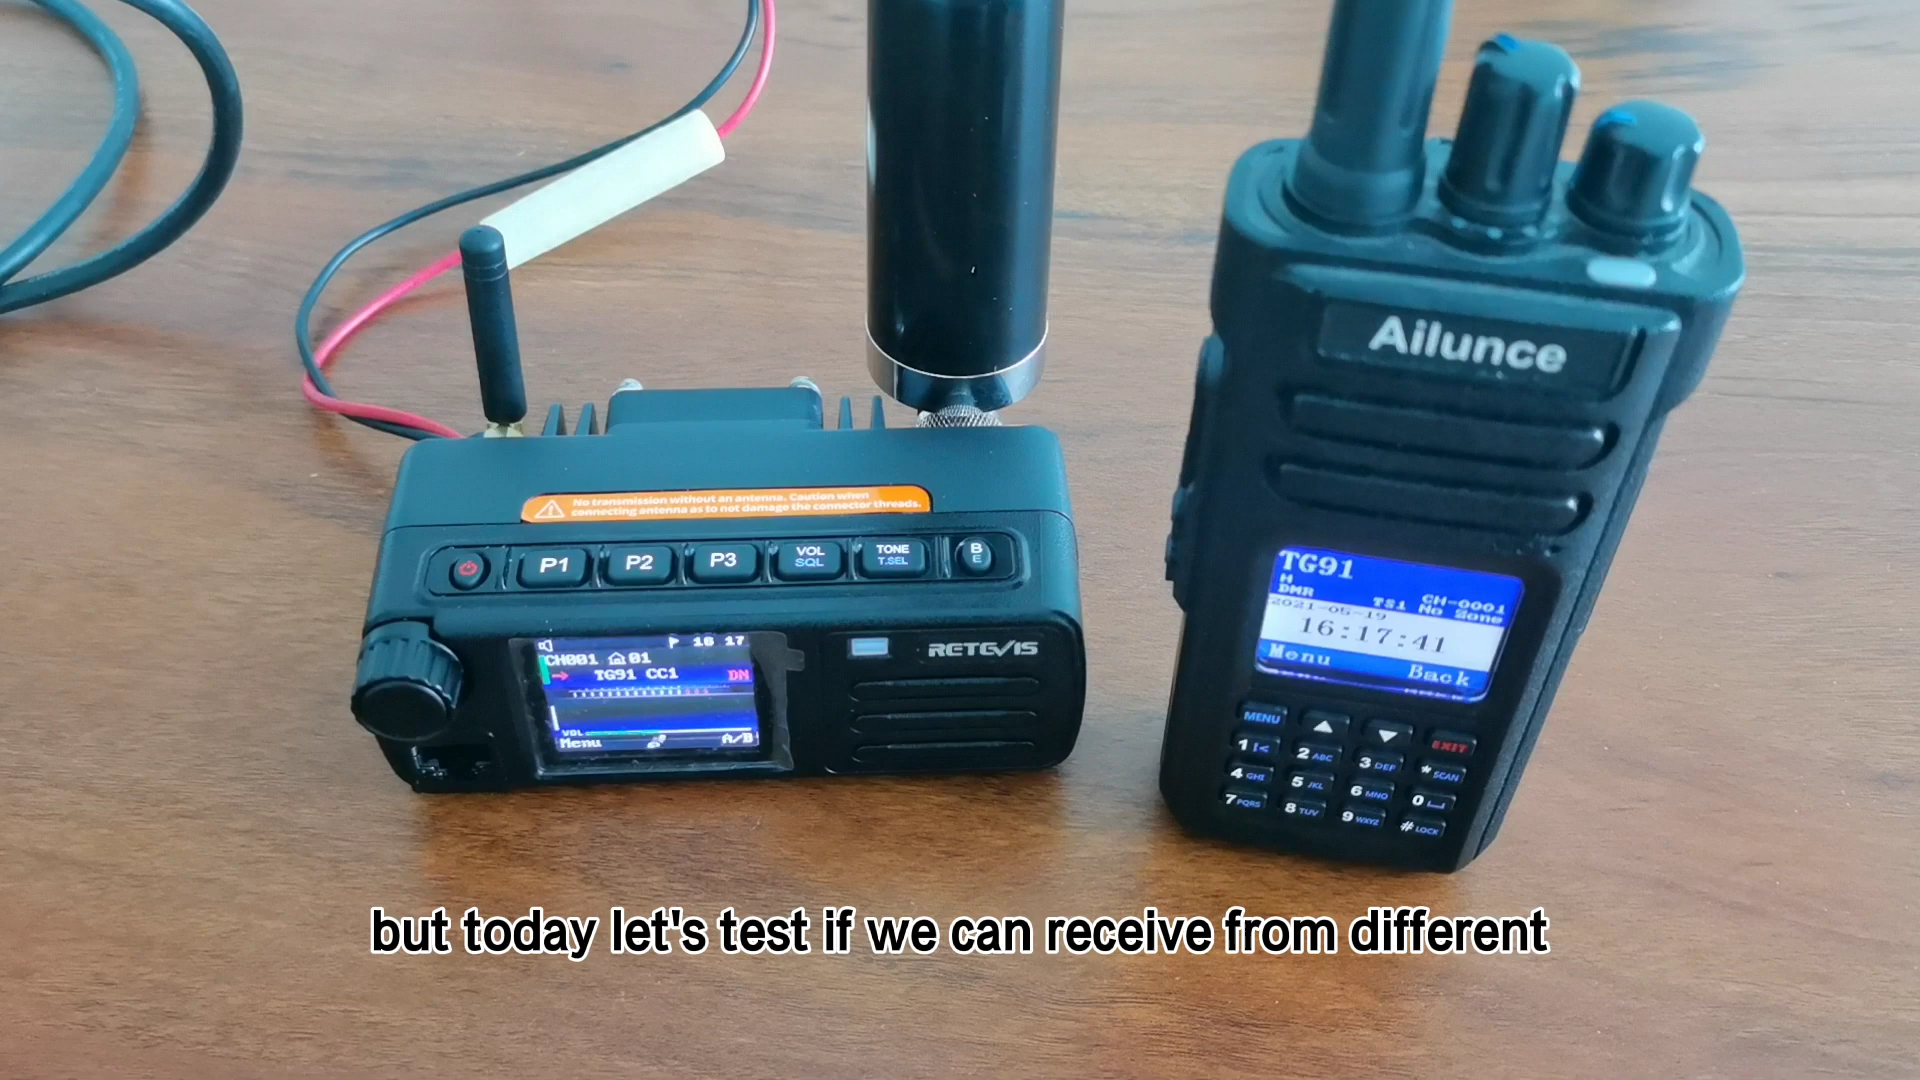 Ailunce
No transmission without an antenna. Caution when
connecting antenna as to not damage the connector threads.
P1
P2
P3
VOL
SQL
TONE
T.SEL
B
E
RETEVIS
16 17
CH001 01
TG91 CC1 DN
VOL
Menu A/B
TG91
H
DMR TS1 CH-0001
No Zone
2021-05-19
16:17:41
Menu Back
MENU EXIT
1 2 ABC 3 DEF * SCAN
4 GHI 5 JKL 6 MNO 0
7 PQRS 8 TUV 9 WXYZ # LOCK
but today let's test if we can receive from different